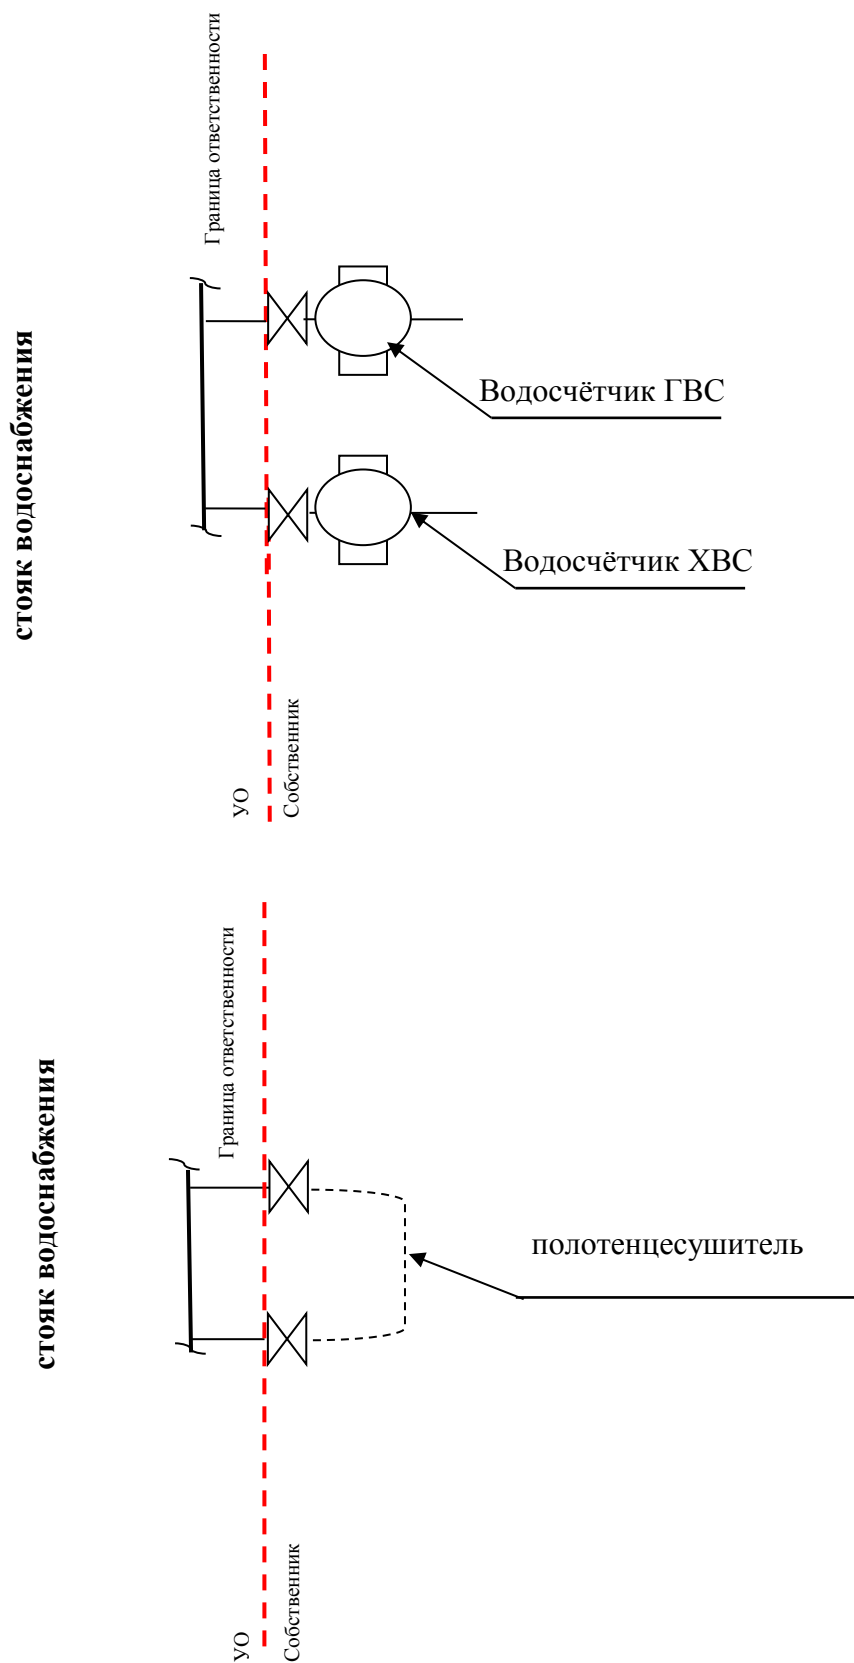 стояк водоснабжения
Граница ответственности
Водосчётчик ГВС
Водосчётчик ХВС
УО
Собственник
стояк водоснабжения
Граница ответственности
полотенцесушитель
УО
Собственник